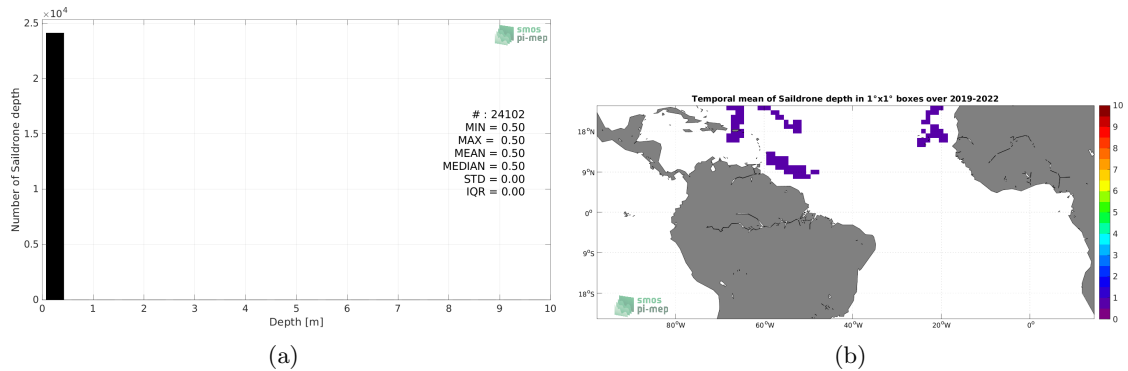 ×10⁴
2.5
2
1.5
1
0.5
0
0 1 2 3 4 5 6 7 8 9 10
Number of Saildrone depth
Depth [m]
smos
pi-mep
# : 24102
MIN = 0.50
MAX = 0.50
MEAN = 0.50
MEDIAN = 0.50
STD = 0.00
IQR = 0.00
(a)
Temporal mean of Saildrone depth in 1°x1° boxes over 2019-2022
18°N
9°N
0°
9°S
18°S
80°W 60°W 40°W 20°W 0°
smos
pi-mep
10
9
8
7
6
5
4
3
2
1
0
(b)